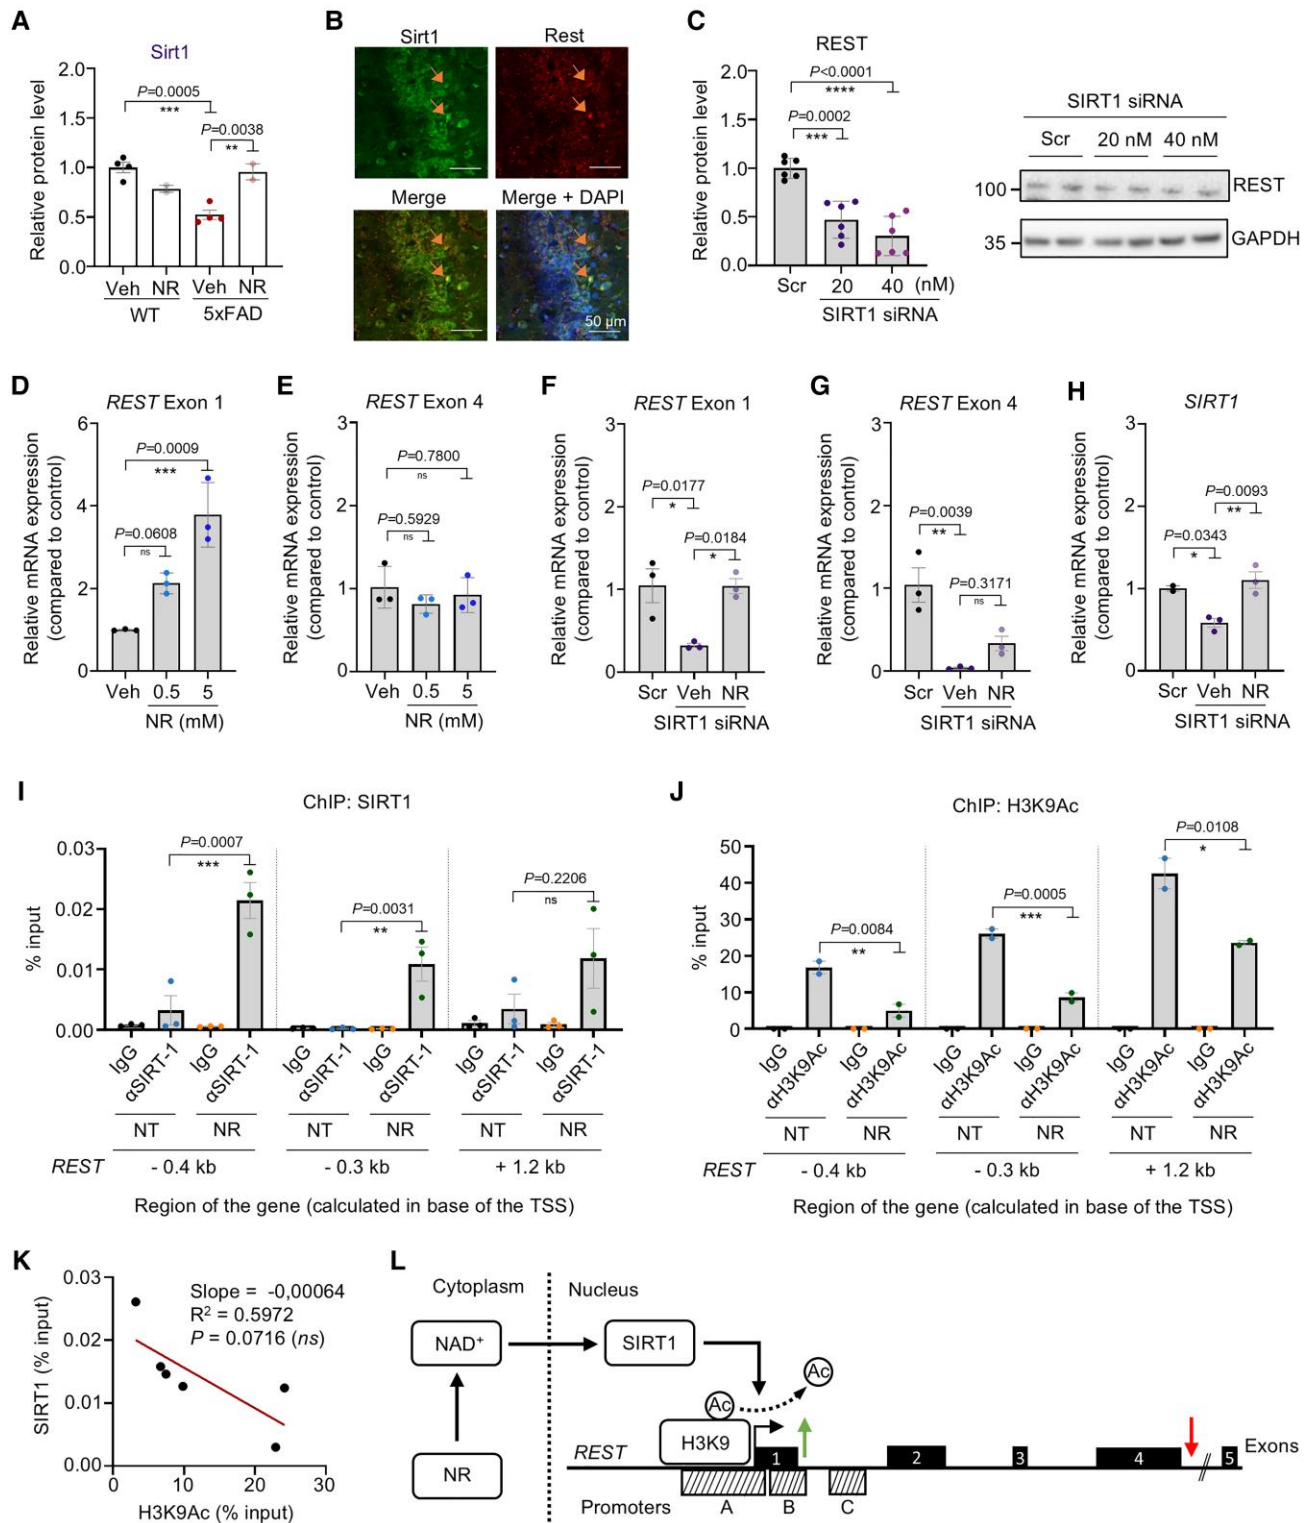 A
Sirt1
Relative protein level
2.0
1.5
1.0
0.5
0.0
P=0.0005
***
P=0.0038
**
Veh NR Veh NR
WT 5xFAD
B
Sirt1 Rest
Merge Merge + DAPI
50 µm
C
REST
Relative protein level
2.0
1.5
1.0
0.5
0.0
P<0.0001
****
P=0.0002
***
Scr 20 40 (nM)
SIRT1 siRNA
SIRT1 siRNA
Scr 20 nM 40 nM
100 REST
35 GAPDH
D
REST Exon 1
Relative mRNA expression
(compared to control)
6
4
2
0
P=0.0009
***
P=0.0608
ns
Veh 0.5 5
NR (mM)
E
REST Exon 4
Relative mRNA expression
(compared to control)
3
2
1
0
P=0.7800
ns
P=0.5929
ns
Veh 0.5 5
NR (mM)
F
REST Exon 1
Relative mRNA expression
(compared to control)
3
2
1
0
P=0.0177
*
P=0.0184
*
Scr Veh NR
SIRT1 siRNA
G
REST Exon 4
Relative mRNA expression
(compared to control)
3
2
1
0
P=0.0039
**
P=0.3171
ns
Scr Veh NR
SIRT1 siRNA
H
SIRT1
Relative mRNA expression
(compared to control)
3
2
1
0
P=0.0093
**
P=0.0343
*
Scr Veh NR
SIRT1 siRNA
I
ChIP: SIRT1
% input
0.03
0.02
0.01
0.00
P=0.0007
***
P=0.0031
**
P=0.2206
ns
IgG αSIRT-1 IgG αSIRT-1 IgG αSIRT-1 IgG αSIRT-1 IgG αSIRT-1 IgG αSIRT-1
NT NR NT NR NT NR
REST - 0.4 kb - 0.3 kb + 1.2 kb
Region of the gene (calculated in base of the TSS)
J
ChIP: H3K9Ac
% input
50
40
30
20
10
0
P=0.0084
**
P=0.0005
***
P=0.0108
*
IgG αH3K9Ac IgG αH3K9Ac IgG αH3K9Ac IgG αH3K9Ac IgG αH3K9Ac IgG αH3K9Ac
NT NR NT NR NT NR
REST - 0.4 kb - 0.3 kb + 1.2 kb
Region of the gene (calculated in base of the TSS)
K
SIRT1 (% input)
0.03
0.02
0.01
0.00
Slope = -0,00064
R² = 0.5972
P = 0.0716 (ns)
0 10 20 30
H3K9Ac (% input)
L
Cytoplasm Nucleus
NAD⁺ SIRT1
Ac
Ac
NR H3K9
REST 1 2 3 4 5 Exons
Promoters A B C